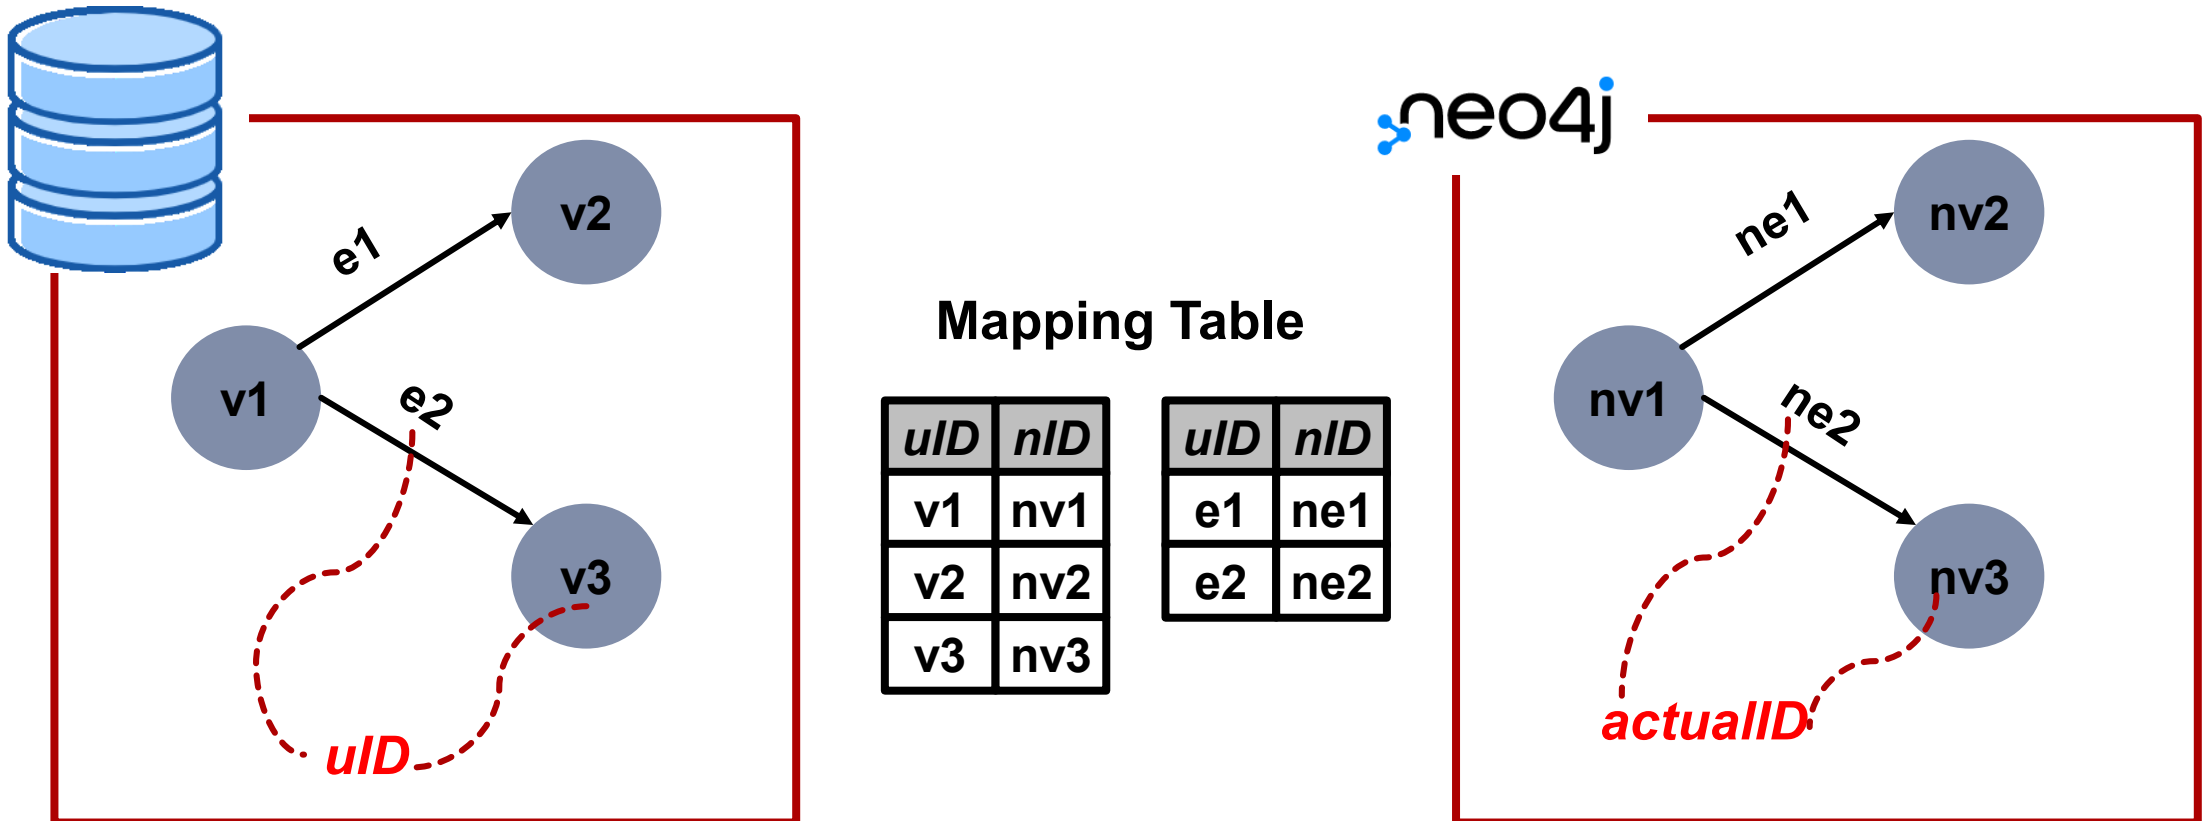 v2
e1
v1
e2
v3
uID
Mapping Table
uID nID
v1 nv1
v2 nv2
v3 nv3
uID nID
e1 ne1
e2 ne2
neo4j
nv2
ne1
nv1
ne2
nv3
actualID